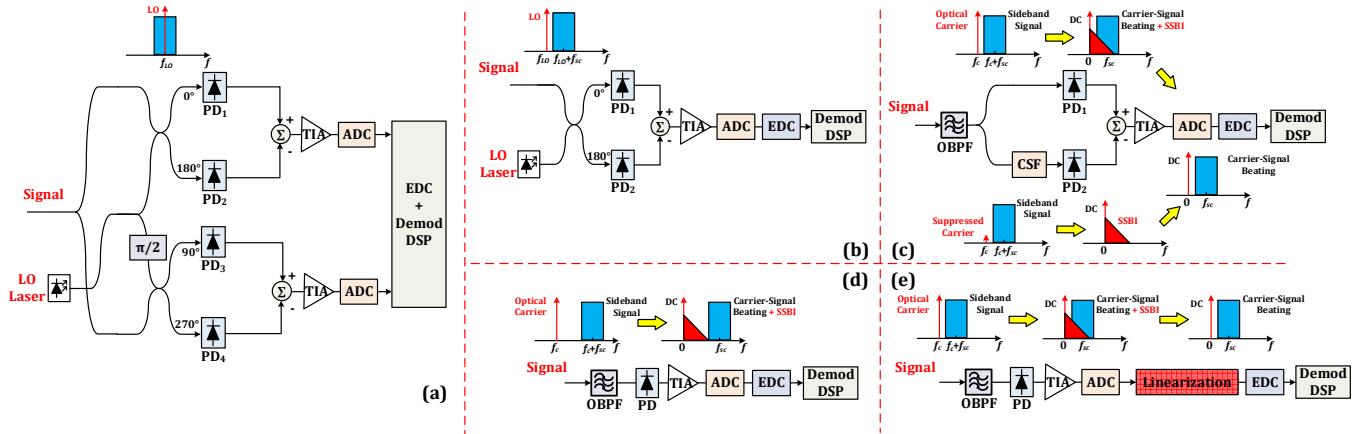 LO
f_LO
f
Signal
0°
PD1
+
Σ
-
TIA
ADC
180°
PD2
EDC
+
Demod
DSP
π/2
90°
PD3
LO
Laser
+
Σ
-
TIA
ADC
270°
PD4
(a)
LO
f_LO f_LO+f_sc f
Signal
0°
PD1
+
Σ
-
TIA
ADC
EDC
Demod
DSP
LO
Laser
180°
PD2
(b)
Optical
Carrier
Sideband
Signal
f_c f_c+f_sc f
DC
Carrier-Signal
Beating + SSBI
0 f_sc f
Signal
OBPF
PD1
CSF
PD2
+
Σ
-
TIA
ADC
EDC
Demod
DSP
Suppressed
Carrier
Sideband
Signal
f_c f_c+f_sc f
DC
SSBI
0 f
DC
Carrier-Signal
Beating
0 f_sc f
(c)
(d)
Optical
Carrier
Sideband
Signal
f_c f_c+f_sc f
DC
Carrier-Signal
Beating + SSBI
0 f_sc f
Signal
OBPF
PD
TIA
ADC
EDC
Demod
DSP
(e)
Optical
Carrier
Sideband
Signal
f_c f_c+f_sc f
DC
Carrier-Signal
Beating + SSBI
0 f_sc f
DC
Carrier-Signal
Beating
0 f_sc f
Signal
OBPF
PD
TIA
ADC
Linearization
EDC
Demod
DSP